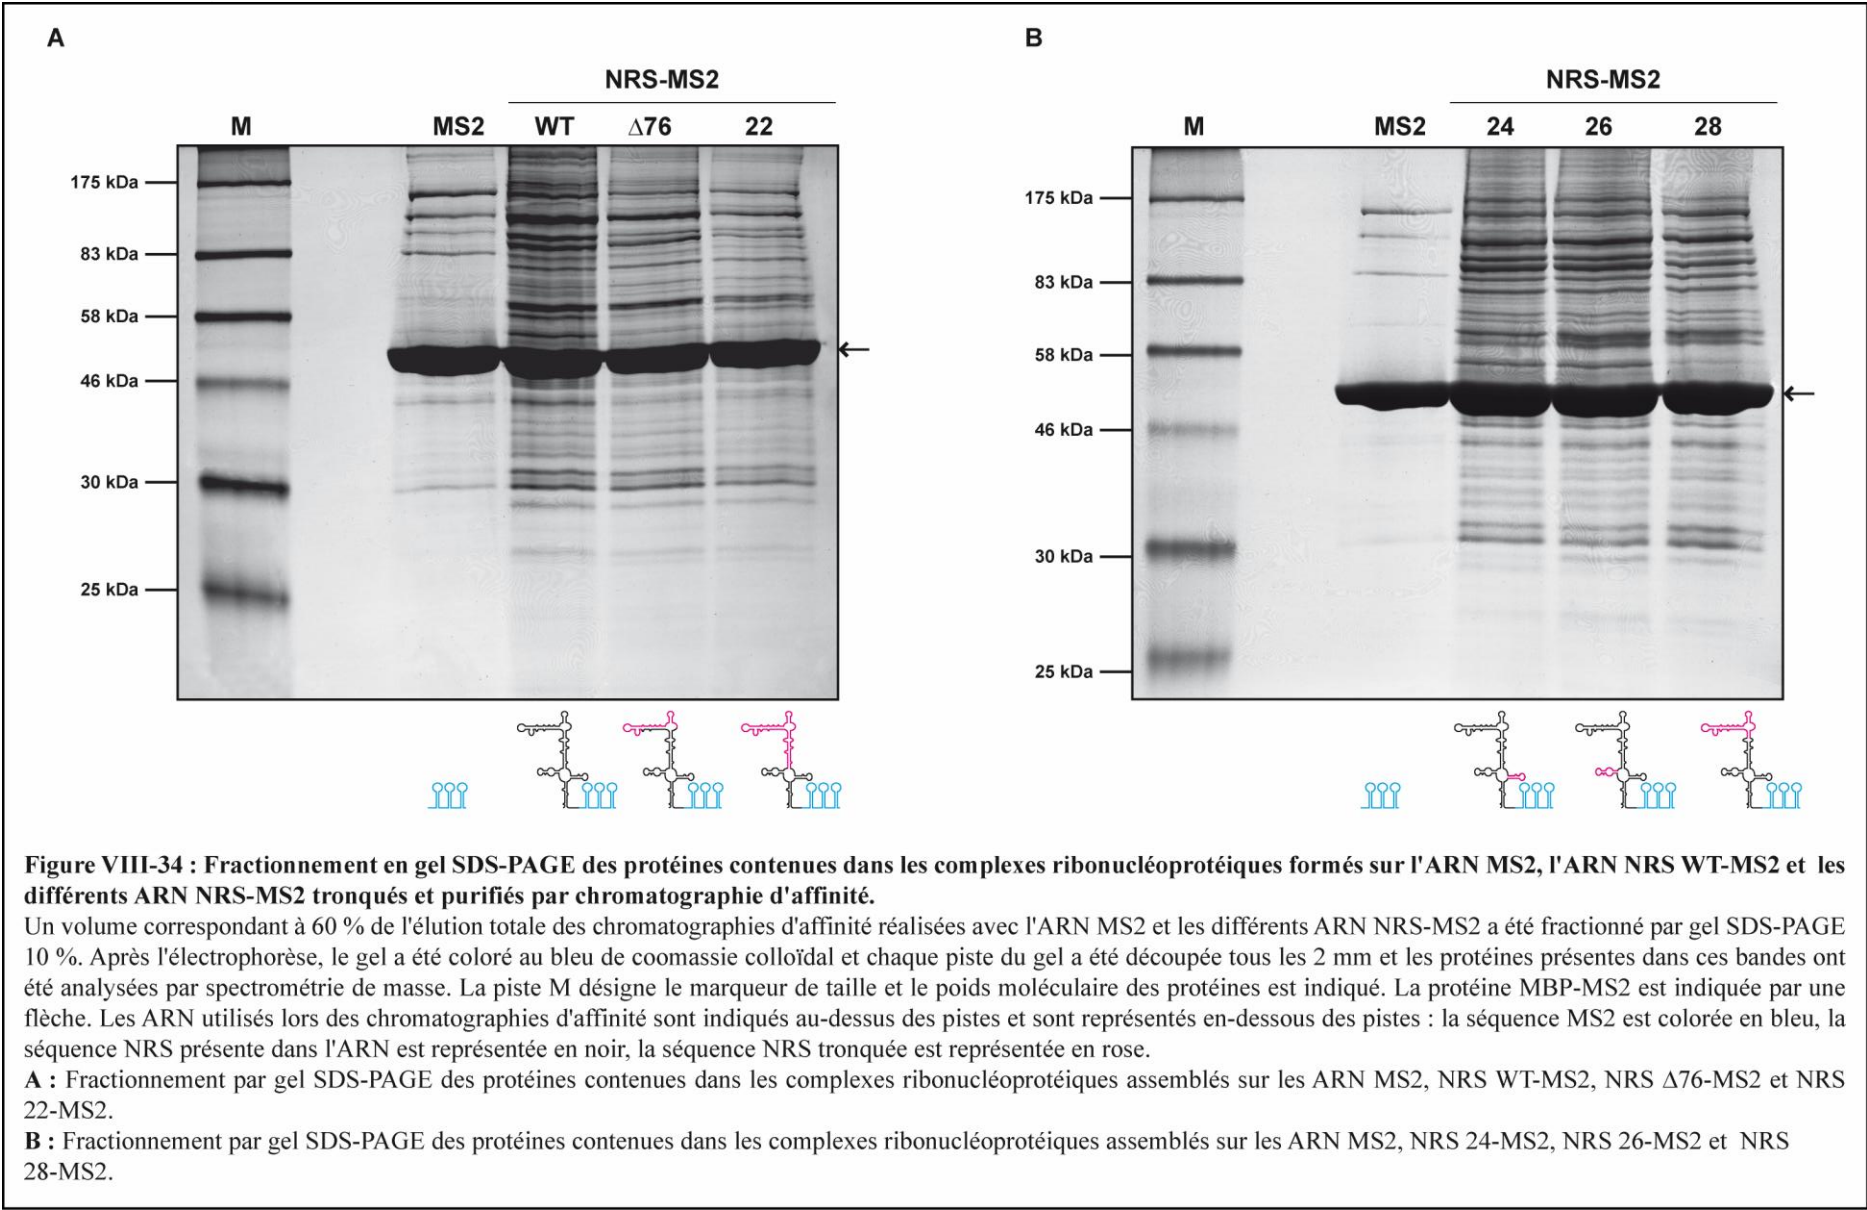 A
B
NRS-MS2
M MS2 WT Δ76 22
175 kDa
83 kDa
58 kDa
46 kDa
30 kDa
25 kDa
NRS-MS2
M MS2 24 26 28
175 kDa
83 kDa
58 kDa
46 kDa
30 kDa
25 kDa
Figure VIII-34 : Fractionnement en gel SDS-PAGE des protéines contenues dans les complexes ribonucléoprotéiques formés sur l'ARN MS2, l'ARN NRS WT-MS2 et les
différents ARN NRS-MS2 tronqués et purifiés par chromatographie d'affinité.
Un volume correspondant à 60 % de l'élution totale des chromatographies d'affinité réalisées avec l'ARN MS2 et les différents ARN NRS-MS2 a été fractionné par gel SDS-PAGE
10 %. Après l'électrophorèse, le gel a été coloré au bleu de coomassie colloïdal et chaque piste du gel a été découpée tous les 2 mm et les protéines présentes dans ces bandes ont
été analysées par spectrométrie de masse. La piste M désigne le marqueur de taille et le poids moléculaire des protéines est indiqué. La protéine MBP-MS2 est indiquée par une
flèche. Les ARN utilisés lors des chromatographies d'affinité sont indiqués au-dessus des pistes et sont représentés en-dessous des pistes : la séquence MS2 est colorée en bleu, la
séquence NRS présente dans l'ARN est représentée en noir, la séquence NRS tronquée est représentée en rose.
A : Fractionnement par gel SDS-PAGE des protéines contenues dans les complexes ribonucléoprotéiques assemblés sur les ARN MS2, NRS WT-MS2, NRS Δ76-MS2 et NRS
22-MS2.
B : Fractionnement par gel SDS-PAGE des protéines contenues dans les complexes ribonucléoprotéiques assemblés sur les ARN MS2, NRS 24-MS2, NRS 26-MS2 et NRS
28-MS2.